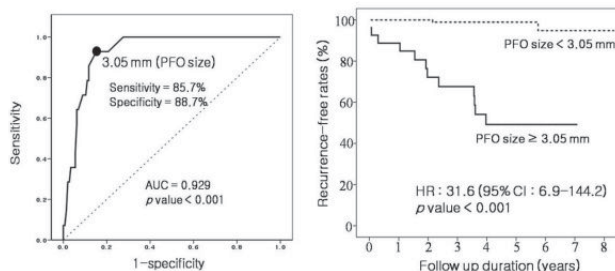 Sensitivity
1.0
0.8
0.6
0.4
0.2
0.0
3.05 mm (PFO size)
Sensitivity = 85.7%
Specificity = 88.7%
AUC = 0.929
p value < 0.001
0.0
0.2
0.4
0.6
0.8
1.0
1-specificity
Recurrence-free rates (%)
100
80
60
40
20
0
PFO size < 3.05 mm
PFO size ≥ 3.05 mm
HR : 31.6 (95% CI : 6.9-144.2)
p value < 0.001
0 1 2 3 4 5 6 7 8
Follow up duration (years)